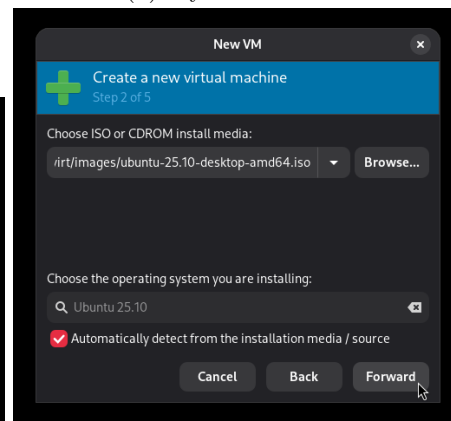 New VM
Create a new virtual machine
Step 2 of 5
Choose ISO or CDROM install media:
/irt/images/ubuntu-25.10-desktop-amd64.iso
Browse...
Choose the operating system you are installing:
Ubuntu 25.10
Automatically detect from the installation media / source
Cancel Back Forward